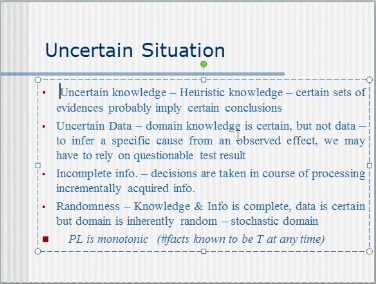 Uncertain Situation
• Uncertain knowledge – Heuristic knowledge – certain sets of
evidences probably imply certain conclusions
• Uncertain Data – domain knowledge is certain, but not data –
to infer a specific cause from an observed effect, we may
have to rely on questionable test result
• Incomplete info. – decisions are taken in course of processing
incrementally acquired info.
• Randomness – Knowledge & Info is complete, data is certain
but domain is inherently random – stochastic domain
■ PL is monotonic (#facts known to be T at any time)